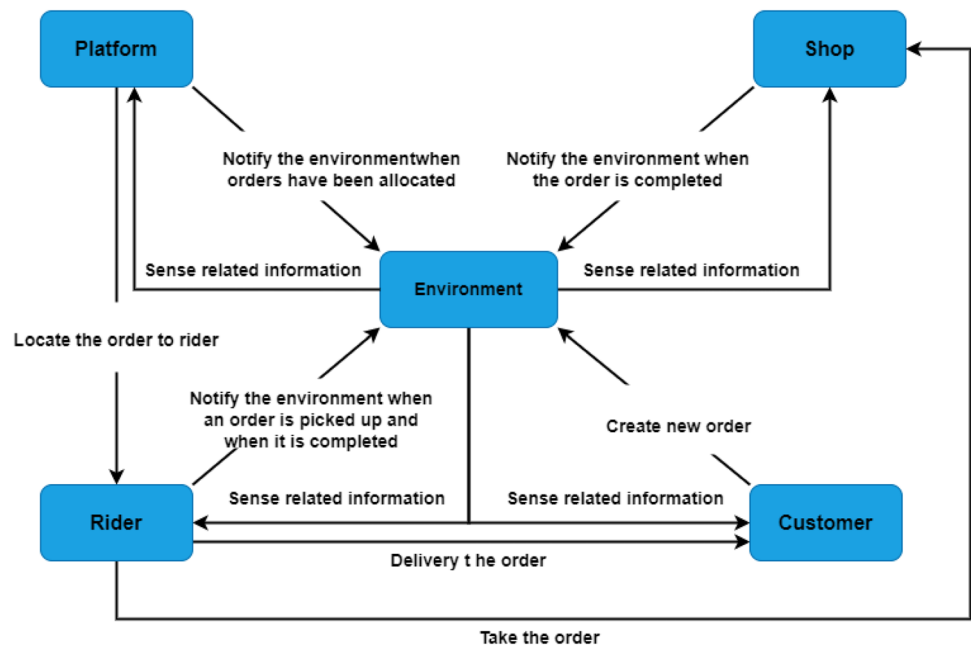 Platform
Shop
Notify the environmentwhen
orders have been allocated
Notify the environment when
the order is completed
Sense related information
Environment
Sense related information
Locate the order to rider
Notify the environment when
an order is picked up and
when it is completed
Create new order
Sense related information
Sense related information
Rider
Customer
Delivery t he order
Take the order